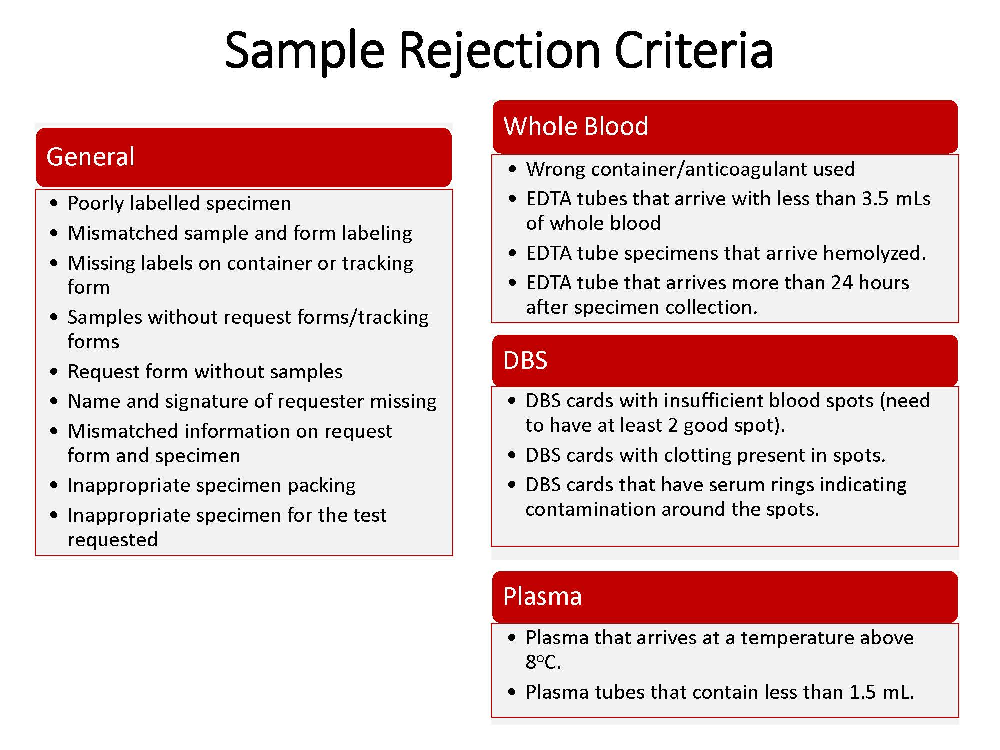 Sample Rejection Criteria
General
• Poorly labelled specimen
• Mismatched sample and form labeling
• Missing labels on container or tracking
form
• Samples without request forms/tracking
forms
• Request form without samples
• Name and signature of requester missing
• Mismatched information on request
form and specimen
• Inappropriate specimen packing
• Inappropriate specimen for the test
requested
Whole Blood
• Wrong container/anticoagulant used
• EDTA tubes that arrive with less than 3.5 mLs
of whole blood
• EDTA tube specimens that arrive hemolyzed.
• EDTA tube that arrives more than 24 hours
after specimen collection.
DBS
• DBS cards with insufficient blood spots (need
to have at least 2 good spot).
• DBS cards with clotting present in spots.
• DBS cards that have serum rings indicating
contamination around the spots.
Plasma
• Plasma that arrives at a temperature above
8ºC.
• Plasma tubes that contain less than 1.5 mL.